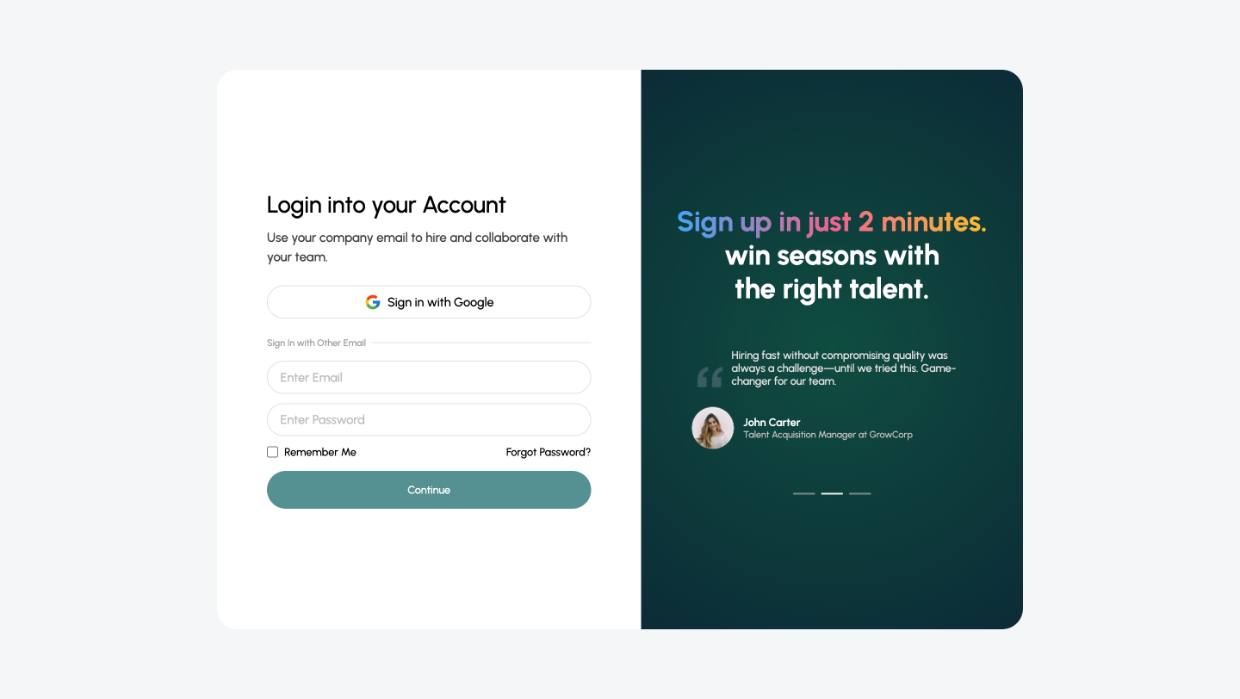 Login into your Account
Use your company email to hire and collaborate with
your team.
Sign in with Google
Sign In with Other Email
Enter Email
Enter Password
Remember Me
Forgot Password?
Continue
Sign up in just 2 minutes.
win seasons with
the right talent.
Hiring fast without compromising quality was
always a challenge—until we tried this. Game-
changer for our team.
John Carter
Talent Acquisition Manager at GrowCorp